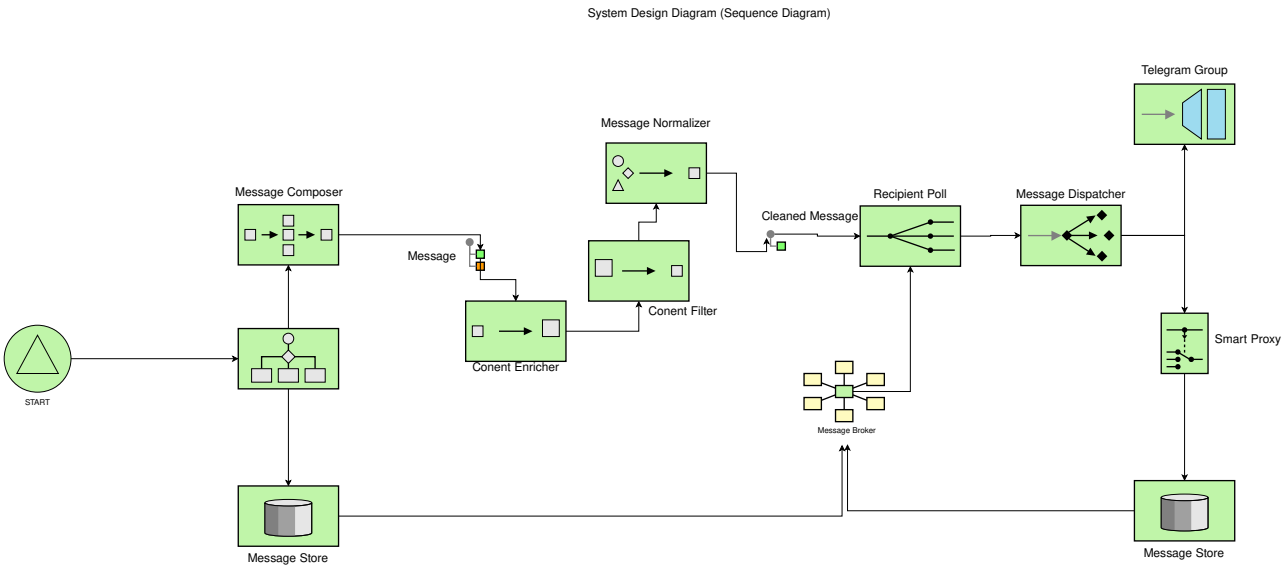 System Design Diagram (Sequence Diagram)
Telegram Group
Message Normalizer
Message Composer
Recipient Poll
Message Dispatcher
Cleaned Message
Message
Conent Filter
Smart Proxy
Conent Enricher
START
Message Broker
Message Store
Message Store